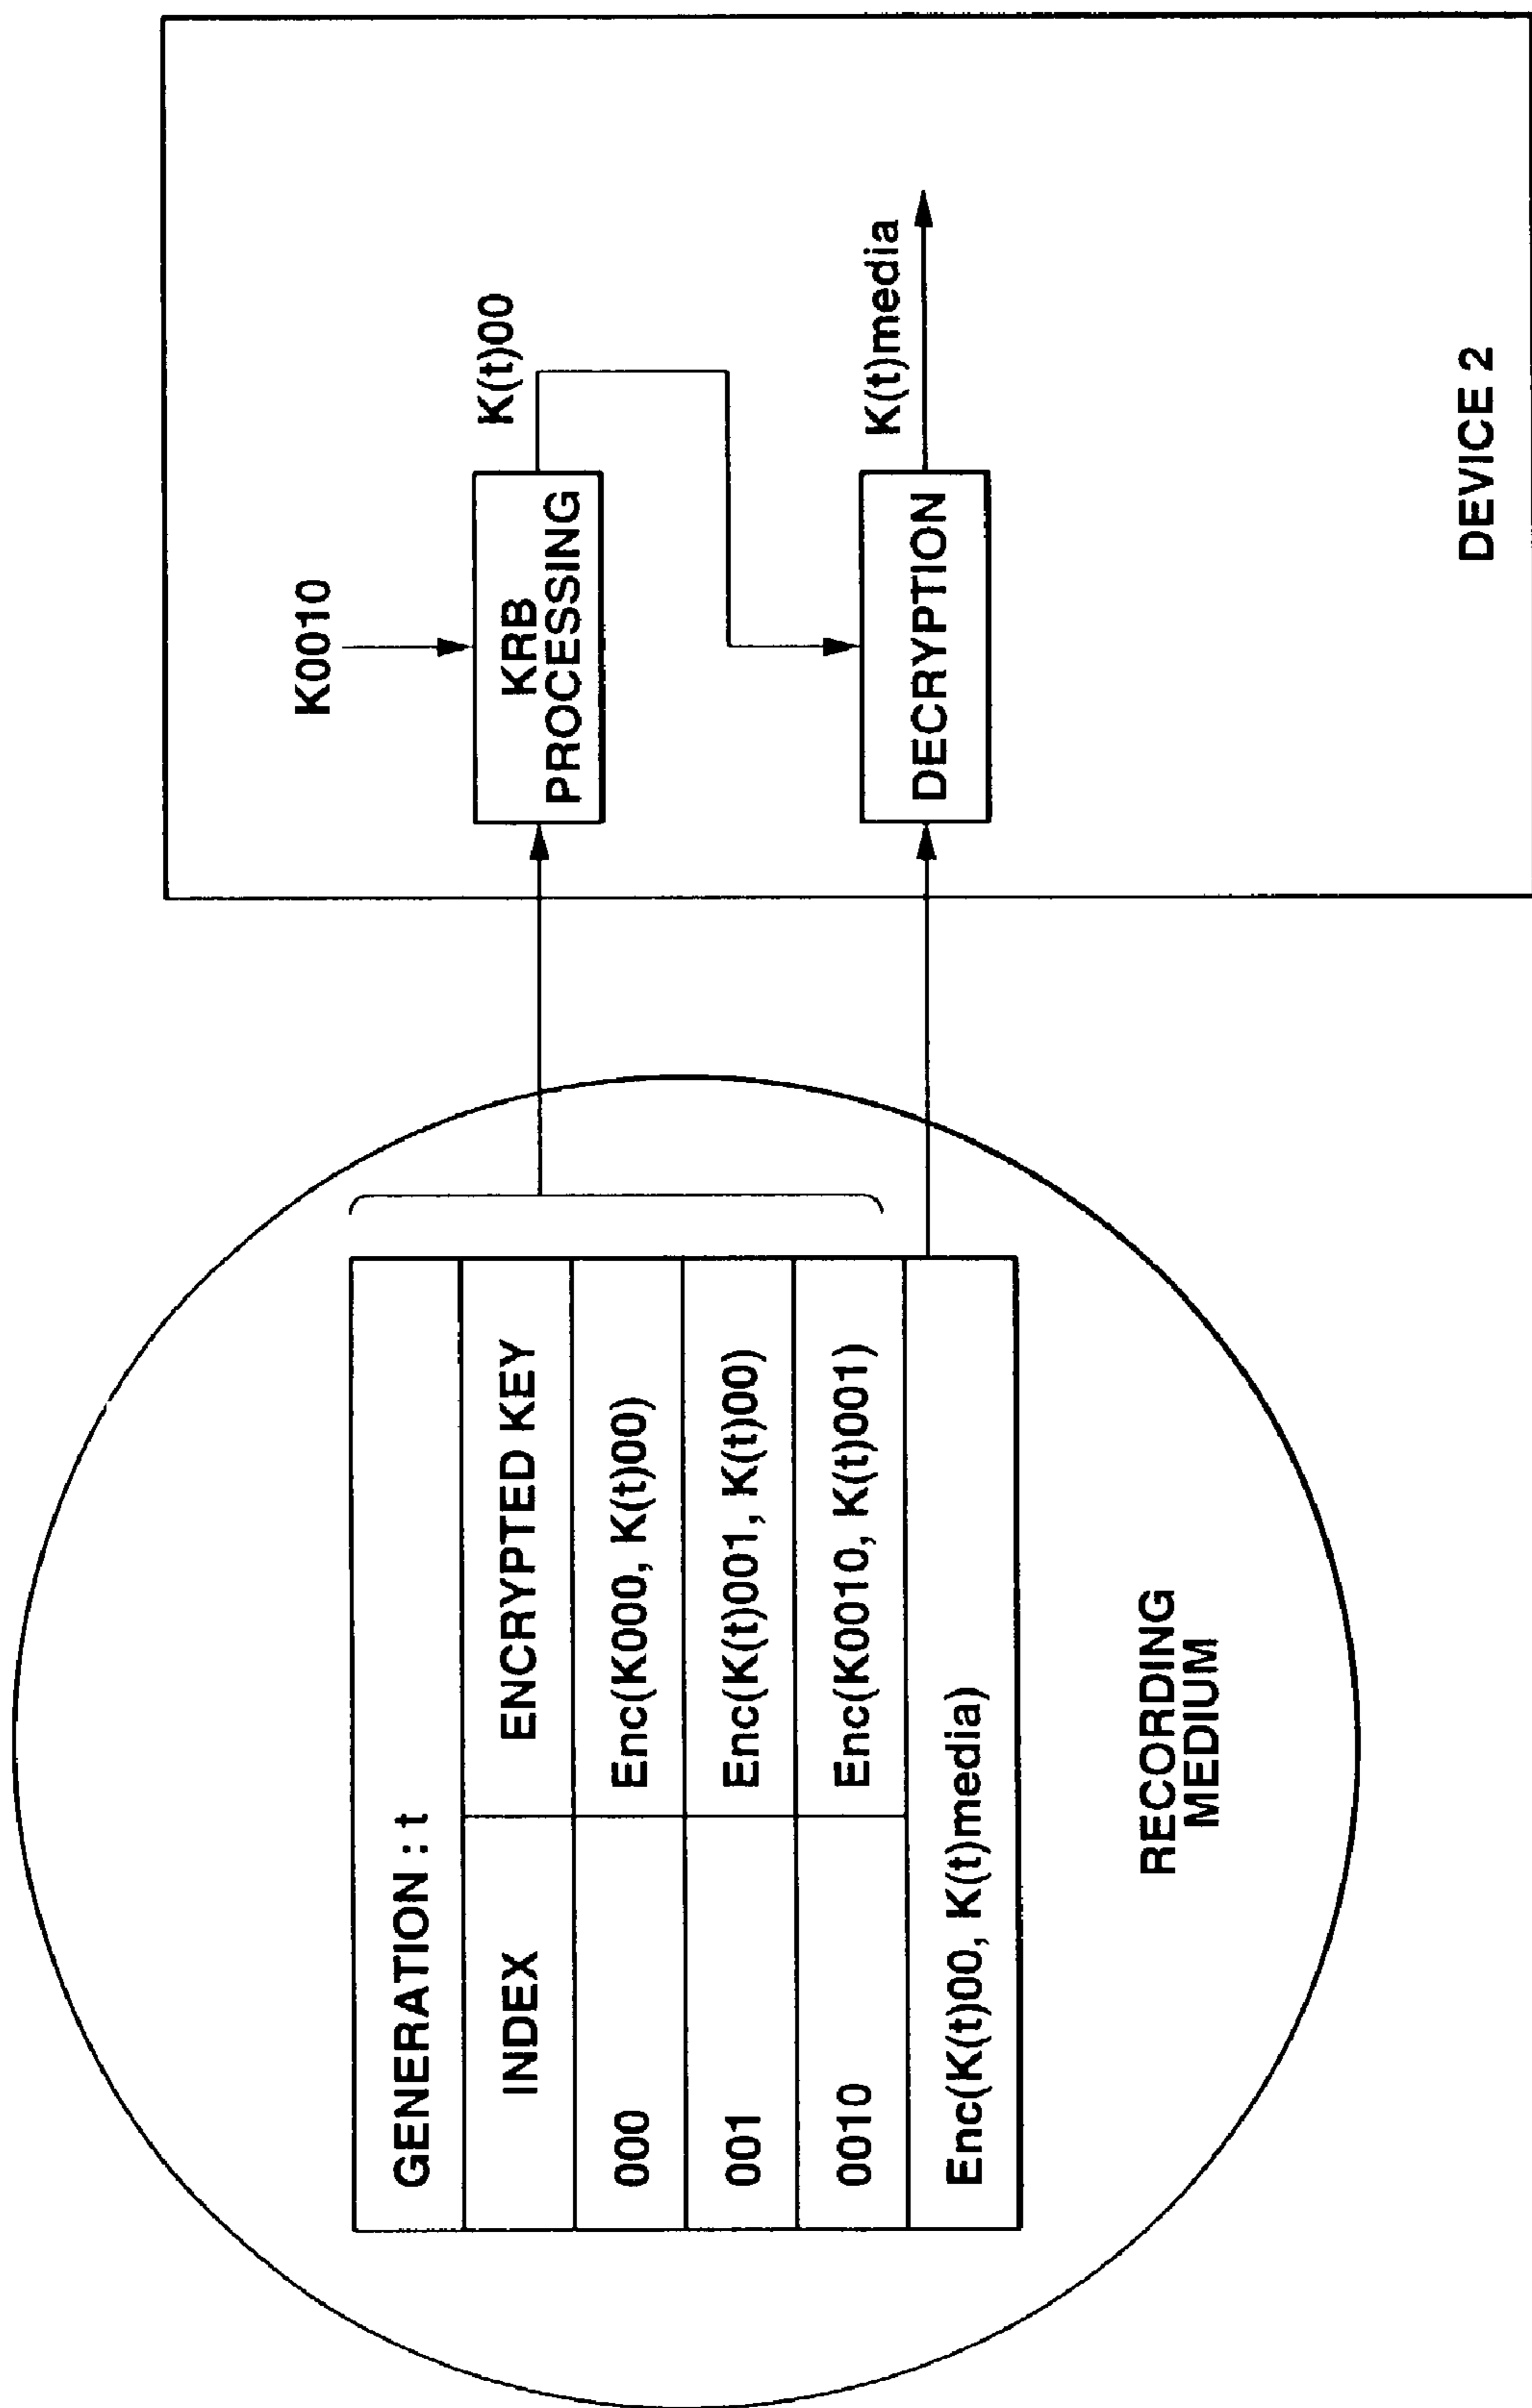 GENERATION : t
INDEX
ENCRYPTED KEY
000
Enc(K000, K(t)00)
001
Enc(K(t)001, K(t)00)
0010
Enc(K0010, K(t)001)
Enc(K(t)00, K(t)media)
RECORDING
MEDIUM
K0010
KRB
PROCESSING
K(t)00
DECRYPTION
K(t)media
DEVICE 2